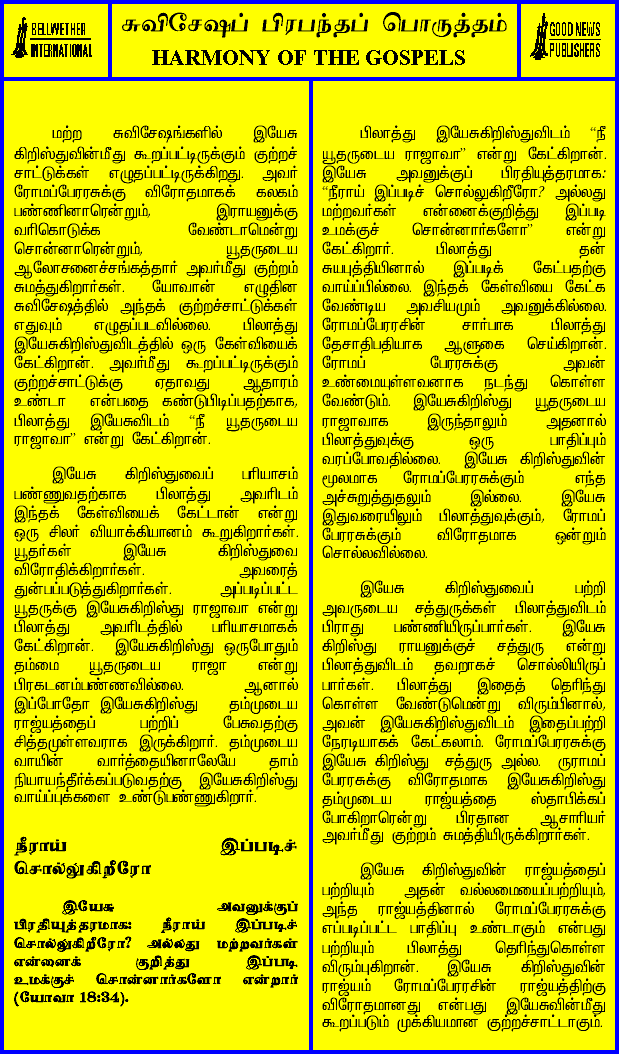 BELLWETHER
INTERNATIONAL
சுவிசேஷப் பிரபந்தப் பொருத்தம்
HARMONY OF THE GOSPELS
GOOD NEWS
PUBLISHERS
மற்ற சுவிசேஷங்களில் இயேசு
கிறிஸ்துவின்மீது கூறப்பட்டிருக்கும் குற்றச்
சாட்டுக்கள் எழுதப்பட்டிருக்கிறது. அவர்
ரோமப்பேரரசுக்கு விரோதமாகக் கலகம்
பண்ணினாரென்றும், இராயனுக்கு
வரிகொடுக்க வேண்டாமென்று
சொன்னாரென்றும், யூதருடைய
ஆலோசனைச்சங்கத்தார் அவர்மீது குற்றம்
சுமத்துகிறார்கள். யோவான் எழுதின
சுவிசேஷத்தில் அந்தக் குற்றச்சாட்டுக்கள்
எதுவும் எழுதப்படவில்லை. பிலாத்து
இயேசுகிறிஸ்துவிடத்தில் ஒரு கேள்வியைக்
கேட்கிறான். அவர்மீது கூறப்பட்டிருக்கும்
குற்றச்சாட்டுக்கு ஏதாவது ஆதாரம்
உண்டா என்பதை கண்டுபிடிப்பதற்காக,
பிலாத்து இயேசுவிடம் “நீ யூதருடைய
ராஜாவா” என்று கேட்கிறான்.
இயேசு கிறிஸ்துவைப் பரியாசம்
பண்ணுவதற்காக பிலாத்து அவரிடம்
இந்தக் கேள்வியைக் கேட்டான் என்று
ஒரு சிலர் வியாக்கியானம் கூறுகிறார்கள்.
யூதர்கள் இயேசு கிறிஸ்துவை
விரோதிக்கிறார்கள். அவரைத்
துன்பப்படுத்துகிறார்கள். அப்படிப்பட்ட
யூதருக்கு இயேசுகிறிஸ்து ராஜாவா என்று
பிலாத்து அவரிடத்தில் பரியாசமாகக்
கேட்கிறான். இயேசுகிறிஸ்து ஒருபோதும்
தம்மை யூதருடைய ராஜா என்று
பிரகடனம்பண்ணவில்லை. ஆனால்
இப்போதோ இயேசுகிறிஸ்து தம்முடைய
ராஜ்யத்தைப் பற்றிப் பேசுவதற்கு
சித்தமுள்ளவராக இருக்கிறார். தம்முடைய
வாயின் வார்த்தையினாலேயே தாம்
நியாயந்தீர்க்கப்படுவதற்கு இயேசுகிறிஸ்து
வாய்ப்புக்களை உண்டுபண்ணுகிறார்.
நீராய் இப்படிச்
சொல்லுகிறீரோ
இயேசு அவனுக்குப்
பிரதியுத்தரமாக: நீராய் இப்படிச்
சொல்லுகிறீரோ? அல்லது மற்றவர்கள்
என்னைக் குறித்து இப்படி
உமக்குச் சொன்னார்களோ என்றார்
(யோவா 18:34).
பிலாத்து இயேசுகிறிஸ்துவிடம் “நீ
யூதருடைய ராஜாவா” என்று கேட்கிறான்.
இயேசு அவனுக்குப் பிரதியுத்தரமாக:
“நீராய் இப்படிச் சொல்லுகிறீரோ? அல்லது
மற்றவர்கள் என்னைக்குறித்து இப்படி
உமக்குச் சொன்னார்களோ” என்று
கேட்கிறார். பிலாத்து தன்
சுயபுத்தியினால் இப்படிக் கேட்பதற்கு
வாய்ப்பில்லை. இந்தக் கேள்வியை கேட்க
வேண்டிய அவசியமும் அவனுக்கில்லை.
ரோமப்பேரரசின் சார்பாக பிலாத்து
தேசாதிபதியாக ஆளுகை செய்கிறான்.
ரோமப் பேரரசுக்கு அவன்
உண்மையுள்ளவனாக நடந்து கொள்ள
வேண்டும். இயேசுகிறிஸ்து யூதருடைய
ராஜாவாக இருந்தாலும் அதனால்
பிலாத்துவுக்கு ஒரு பாதிப்பும்
வரப்போவதில்லை. இயேசு கிறிஸ்துவின்
மூலமாக ரோமப்பேரரசுக்கும் எந்த
அச்சுறுத்துதலும் இல்லை. இயேசு
இதுவரையிலும் பிலாத்துவுக்கும், ரோமப்
பேரரசுக்கும் விரோதமாக ஒன்றும்
சொல்லவில்லை.
இயேசு கிறிஸ்துவைப் பற்றி
அவருடைய சத்துருக்கள் பிலாத்துவிடம்
பிராது பண்ணியிருப்பார்கள். இயேசு
கிறிஸ்து ராயனுக்குச் சத்துரு என்று
பிலாத்துவிடம் தவறாகச் சொல்லியிருப்
பார்கள். பிலாத்து இதைத் தெரிந்து
கொள்ள வேண்டுமென்று விரும்பினால்,
அவன் இயேசுகிறிஸ்துவிடம் இதைப்பற்றி
நேரடியாகக் கேட்கலாம். ரோமப்பேரரசுக்கு
இயேசு கிறிஸ்து சத்துரு அல்ல. ருராமப்
பேரரசுக்கு விரோதமாக இயேசுகிறிஸ்து
தம்முடைய ராஜ்யத்தை ஸ்தாபிக்கப்
போகிறாரென்று பிரதான ஆசாரியர்
அவர்மீது குற்றம் சுமத்தியிருக்கிறார்கள்.
இயேசு கிறிஸ்துவின் ராஜ்யத்தைப்
பற்றியும் அதன் வல்லமையைப்பற்றியும்,
அந்த ராஜ்யத்தினால் ரோமப்பேரரசுக்கு
எப்படிப்பட்ட பாதிப்பு உண்டாகும் என்பது
பற்றியும் பிலாத்து தெரிந்துகொள்ள
விரும்புகிறான். இயேசு கிறிஸ்துவின்
ராஜ்யம் ரோமப்பேரரசின் ராஜ்யத்திற்கு
விரோதமானது என்பது இயேசுவின்மீது
கூறப்படும் முக்கியமான குற்றச்சாட்டாகும்.